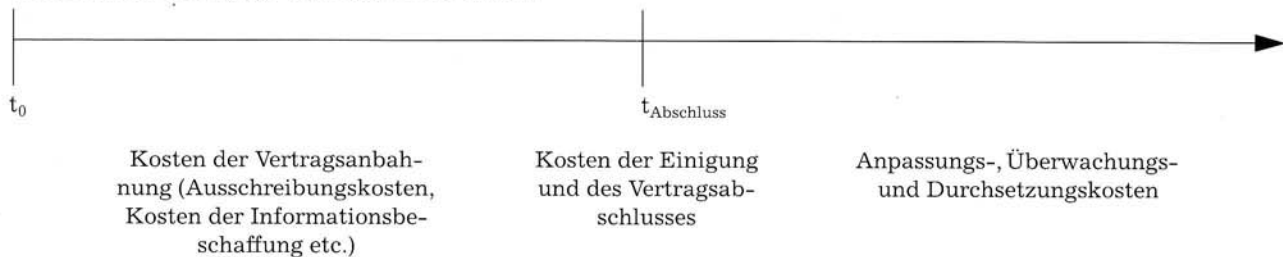 t0
tAbschluss
Kosten der Vertragsanbah-
nung (Ausschreibungskosten,
Kosten der Informationsbe-
schaffung etc.)
Kosten der Einigung
und des Vertragsab-
schlusses
Anpassungs-, Überwachungs-
und Durchsetzungskosten